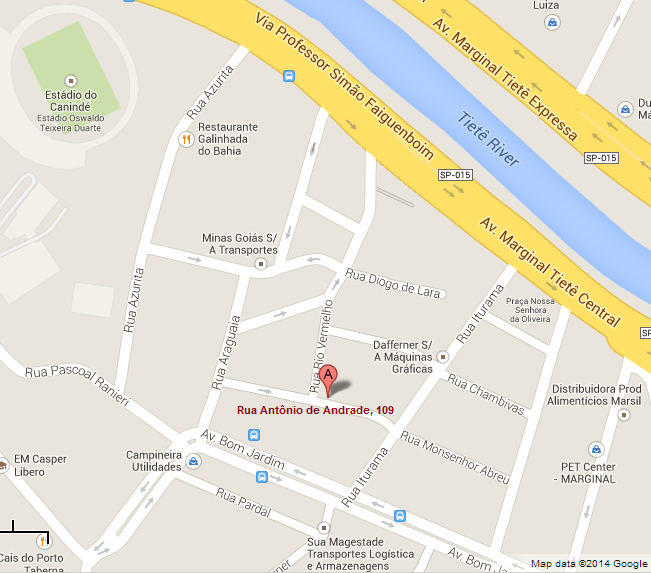 Luiza
Via Professor Simão Faiguenboim
Av. Marginal Tietê Expressa
Du
Má
Estádio do
Canindé
Estádio Oswaldo
Teixeira Duarte
Rua Azurita
Restaurante
Galinhada
do Bahia
Tietê River
SP-015
SP-015
Av. Marginal Tietê Central
Minas Goiás S/
A Transportes
Rua Diogo de Lara
Rua Azurita
Rua Araguaia
Rua Rio Vermelho
Rua Iturama
Praça Nossa
Senhora
da Oliveira
SP
Dafferner S/
A Máquinas
Gráficas
Rua Pascoal Ranieri
A
Rua Chambivas
Distribuidora Prod
Alimentícios Marsil
Rua Antônio de Andrade, 109
Av. Bom Jardim
Rua Monsenhor Abreu
EM Casper
Libero
Campineira
Utilidades
PET Center
- MARGINAL
Rua Iturama
Rua Pardal
Sua Magestade
Transportes Logística
e Armazenagens
Av. Bom Jardim
Cais do Porto
Taberna
Map data ©2014 Google